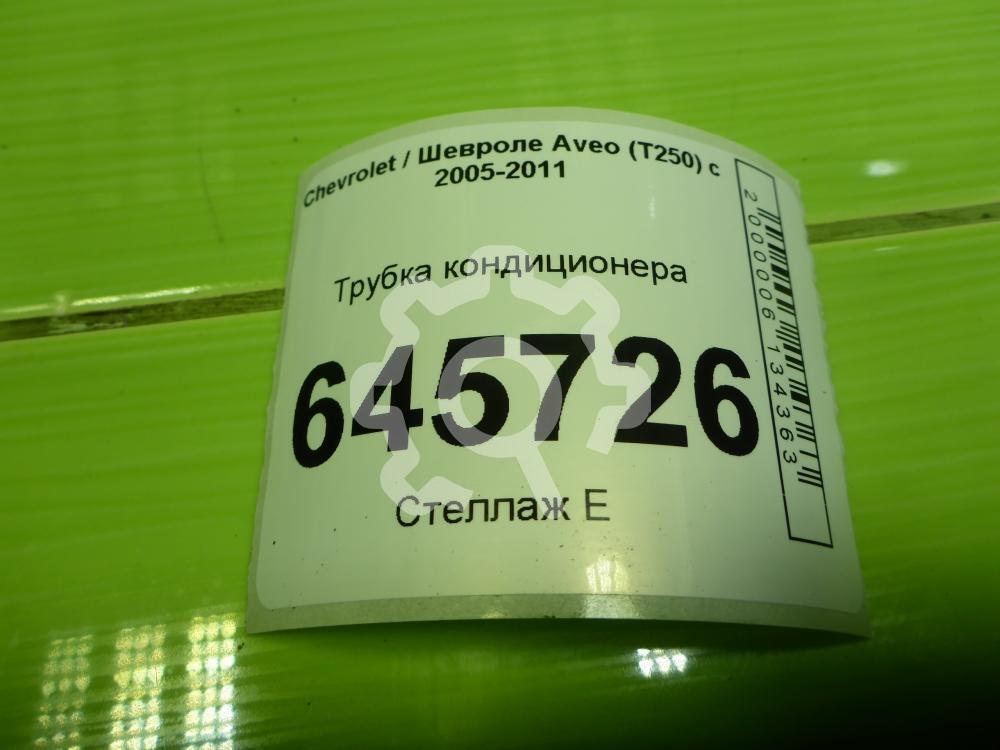 Chevrolet / Шевроле Aveo (T250) с
2005-2011
Трубка кондиционера
645726
Стеллаж Е
2000006134363